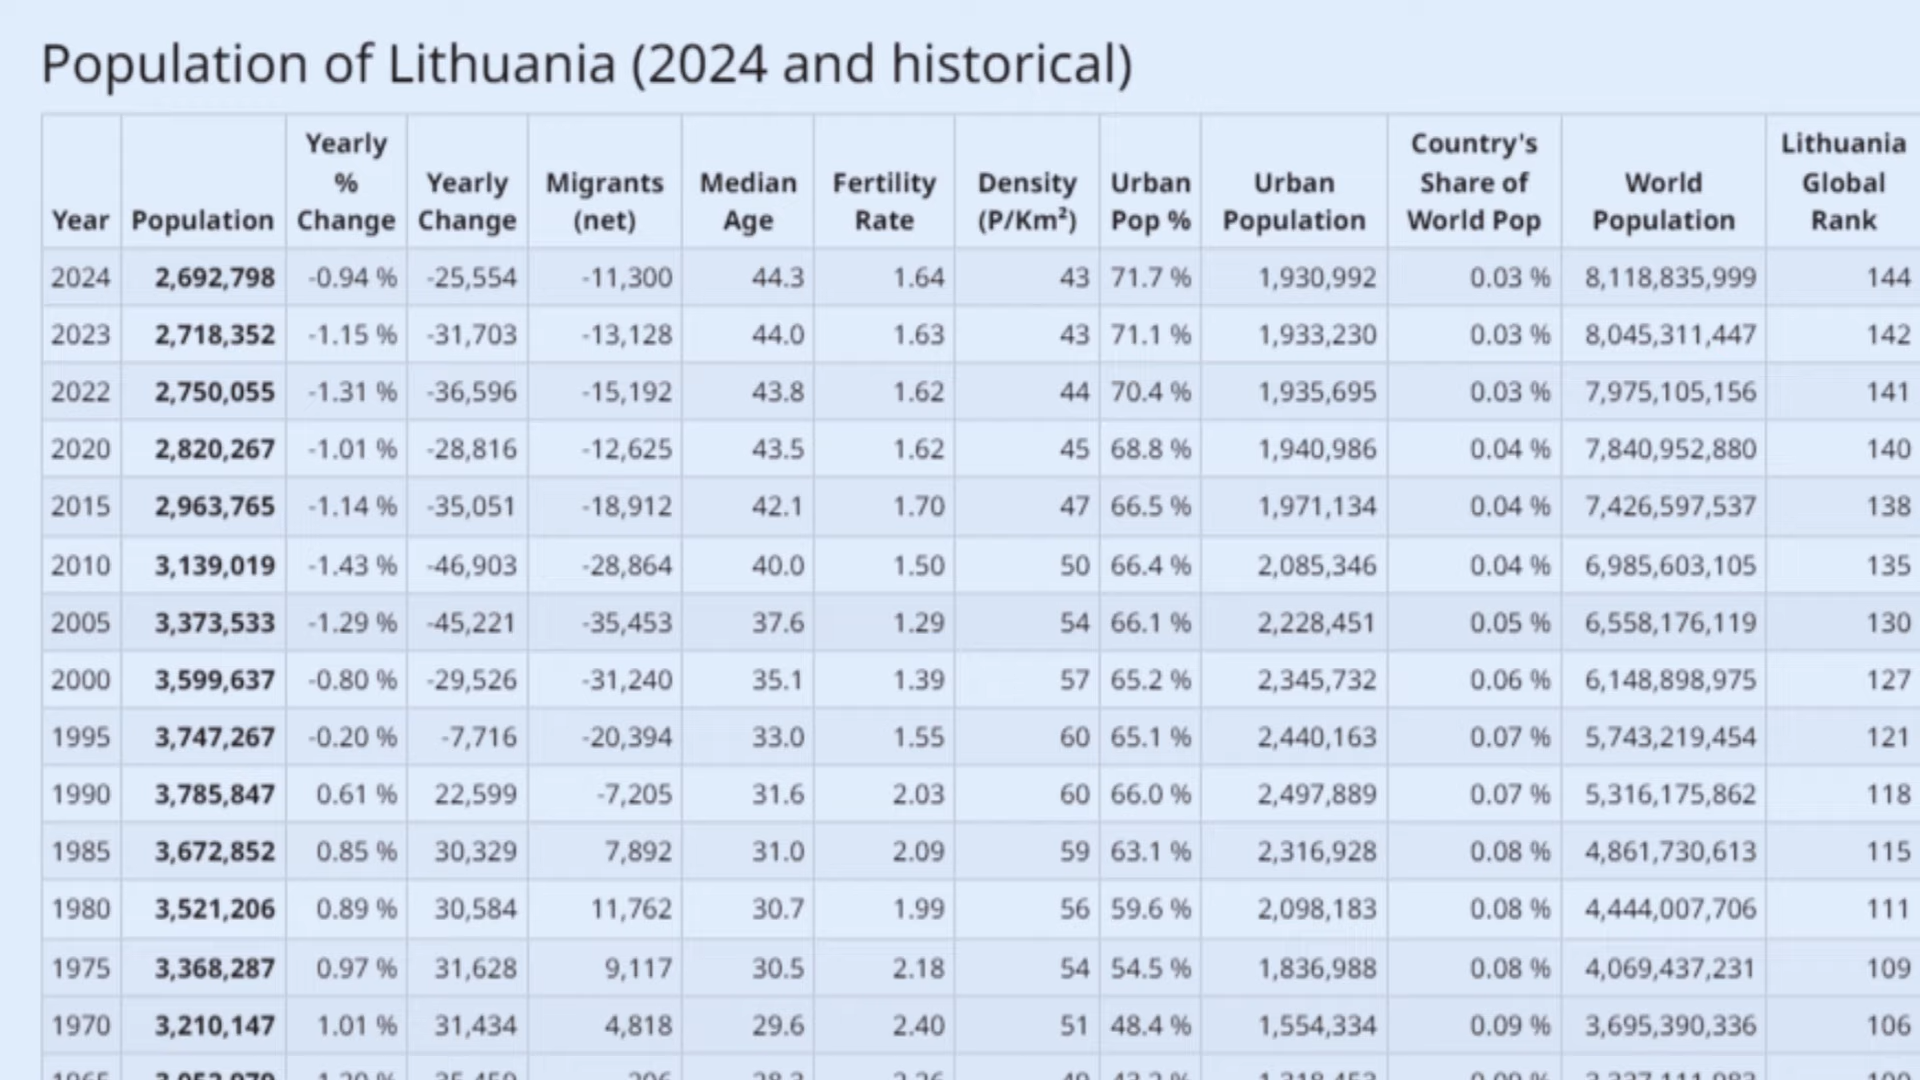 Population of Lithuania (2024 and historical)
Year Population Yearly % Change Yearly Change Migrants (net) Median Age Fertility Rate Density (P/Km²) Urban Pop % Urban Population Country's Share of World Pop World Population Lithuania Global Rank
2024 2,692,798 -0.94 % -25,554 -11,300 44.3 1.64 43 71.7 % 1,930,992 0.03 % 8,118,835,999 144
2023 2,718,352 -1.15 % -31,703 -13,128 44.0 1.63 43 71.1 % 1,933,230 0.03 % 8,045,311,447 142
2022 2,750,055 -1.31 % -36,596 -15,192 43.8 1.62 44 70.4 % 1,935,695 0.03 % 7,975,105,156 141
2020 2,820,267 -1.01 % -28,816 -12,625 43.5 1.62 45 68.8 % 1,940,986 0.04 % 7,840,952,880 140
2015 2,963,765 -1.14 % -35,051 -18,912 42.1 1.70 47 66.5 % 1,971,134 0.04 % 7,426,597,537 138
2010 3,139,019 -1.43 % -46,903 -28,864 40.0 1.50 50 66.4 % 2,085,346 0.04 % 6,985,603,105 135
2005 3,373,533 -1.29 % -45,221 -35,453 37.6 1.29 54 66.1 % 2,228,451 0.05 % 6,558,176,119 130
2000 3,599,637 -0.80 % -29,526 -31,240 35.1 1.39 57 65.2 % 2,345,732 0.06 % 6,148,898,975 127
1995 3,747,267 -0.20 % -7,716 -20,394 33.0 1.55 60 65.1 % 2,440,163 0.07 % 5,743,219,454 121
1990 3,785,847 0.61 % 22,599 -7,205 31.6 2.03 60 66.0 % 2,497,889 0.07 % 5,316,175,862 118
1985 3,672,852 0.85 % 30,329 7,892 31.0 2.09 59 63.1 % 2,316,928 0.08 % 4,861,730,613 115
1980 3,521,206 0.89 % 30,584 11,762 30.7 1.99 56 59.6 % 2,098,183 0.08 % 4,444,007,706 111
1975 3,368,287 0.97 % 31,628 9,117 30.5 2.18 54 54.5 % 1,836,988 0.08 % 4,069,437,231 109
1970 3,210,147 1.01 % 31,434 4,818 29.6 2.40 51 48.4 % 1,554,334 0.09 % 3,695,390,336 106